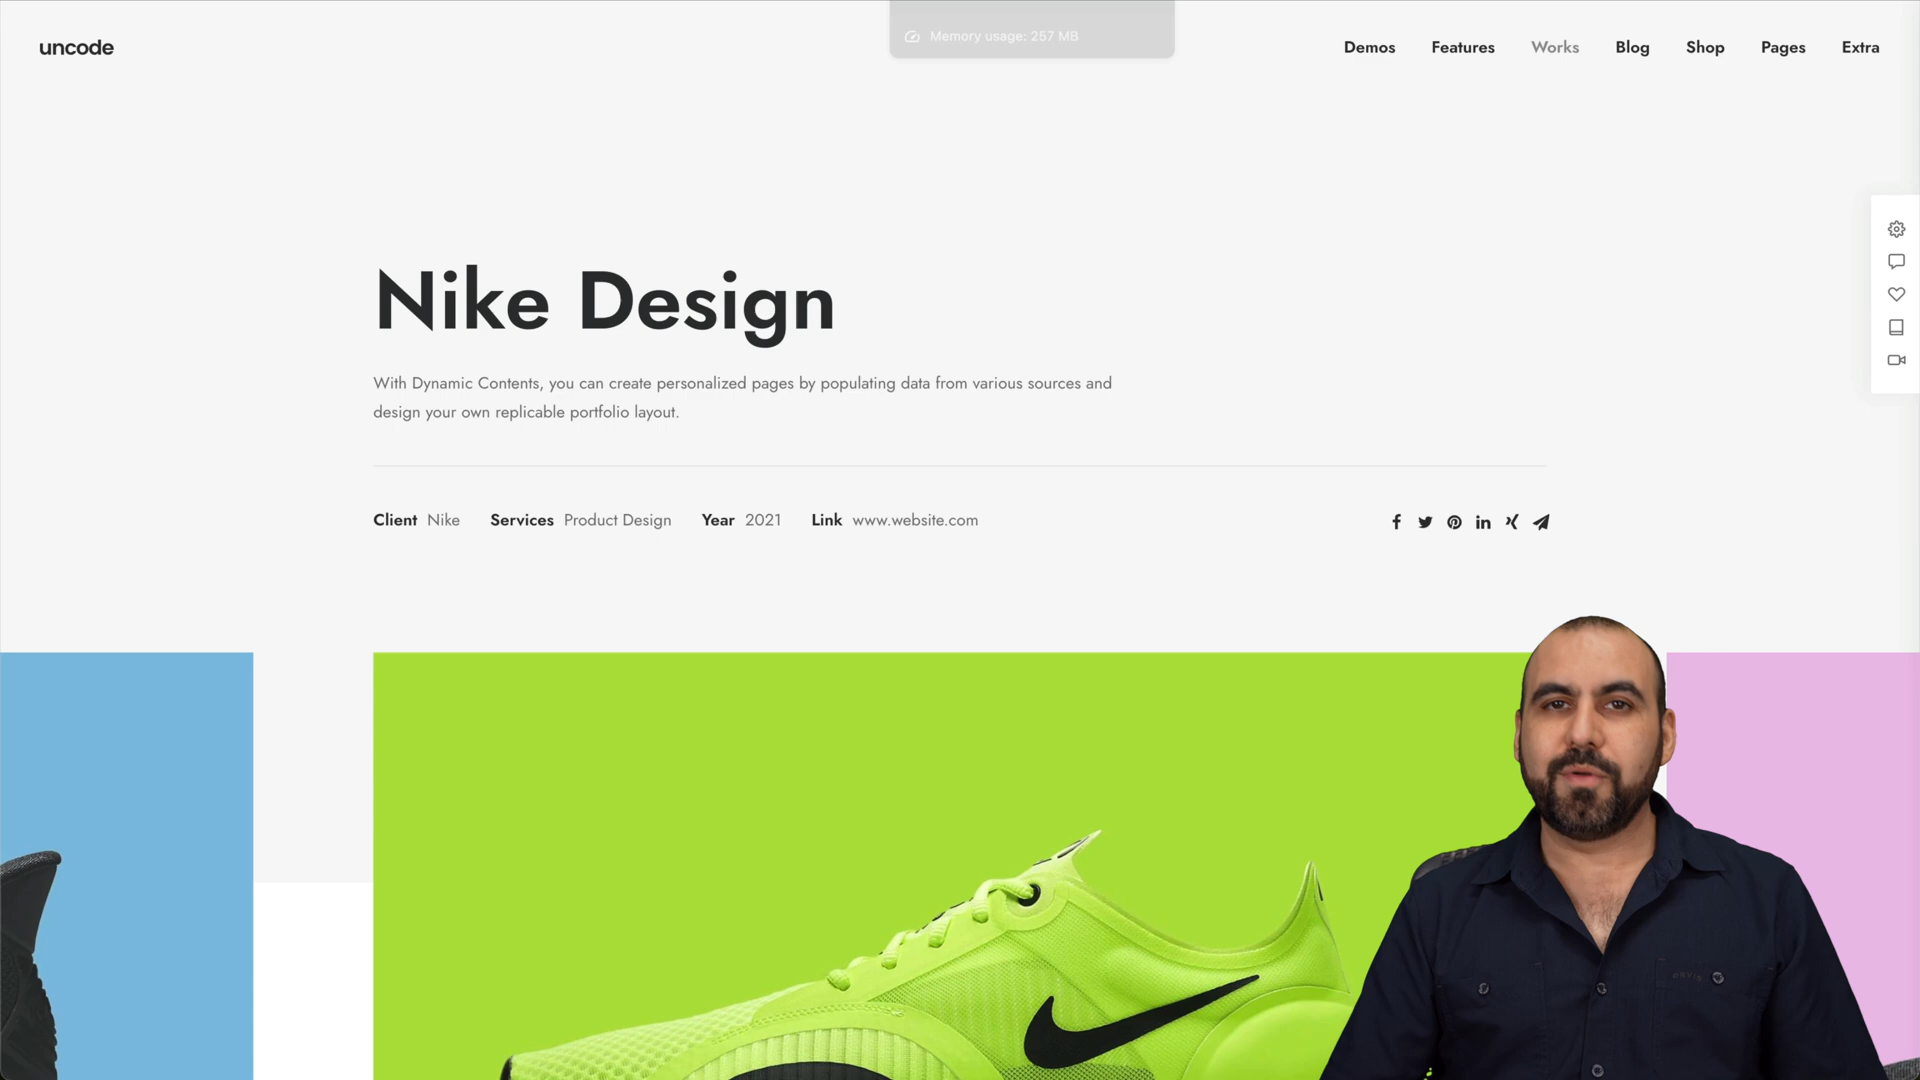 uncode
Memory usage: 257 MB
Demos Features Works Blog Shop Pages Extra
Nike Design
With Dynamic Contents, you can create personalized pages by populating data from various sources and
design your own replicable portfolio layout.
Client Nike Services Product Design Year 2021 Link www.website.com
ORVIS